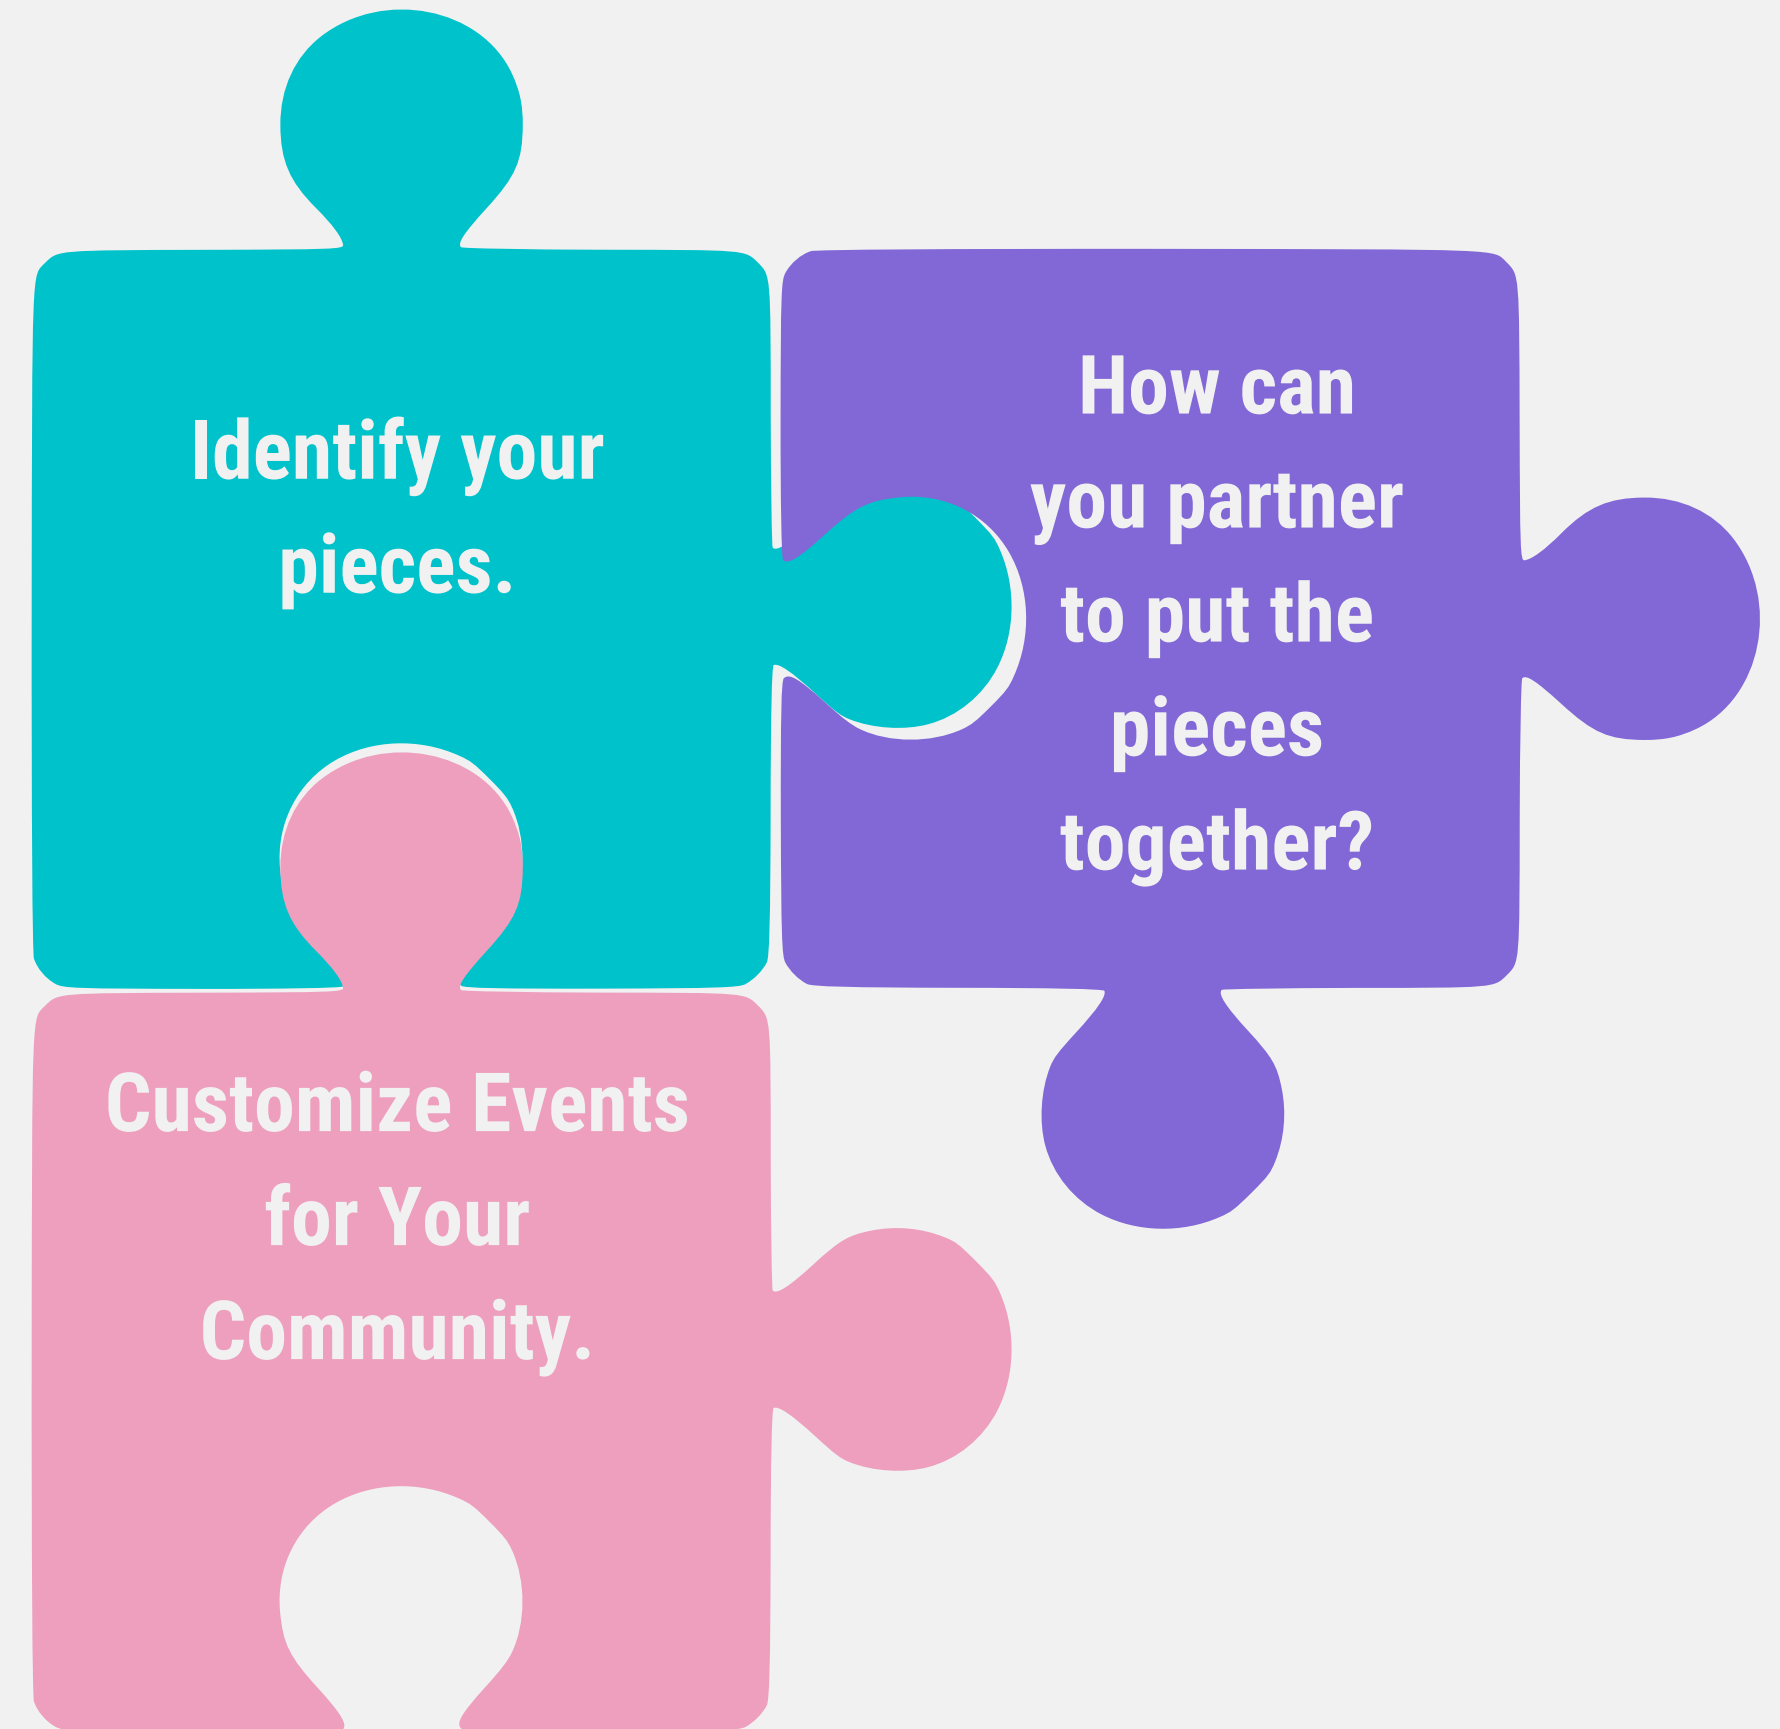 Identify your
pieces.
How can
you partner
to put the
pieces
together?
Customize Events
for Your
Community.